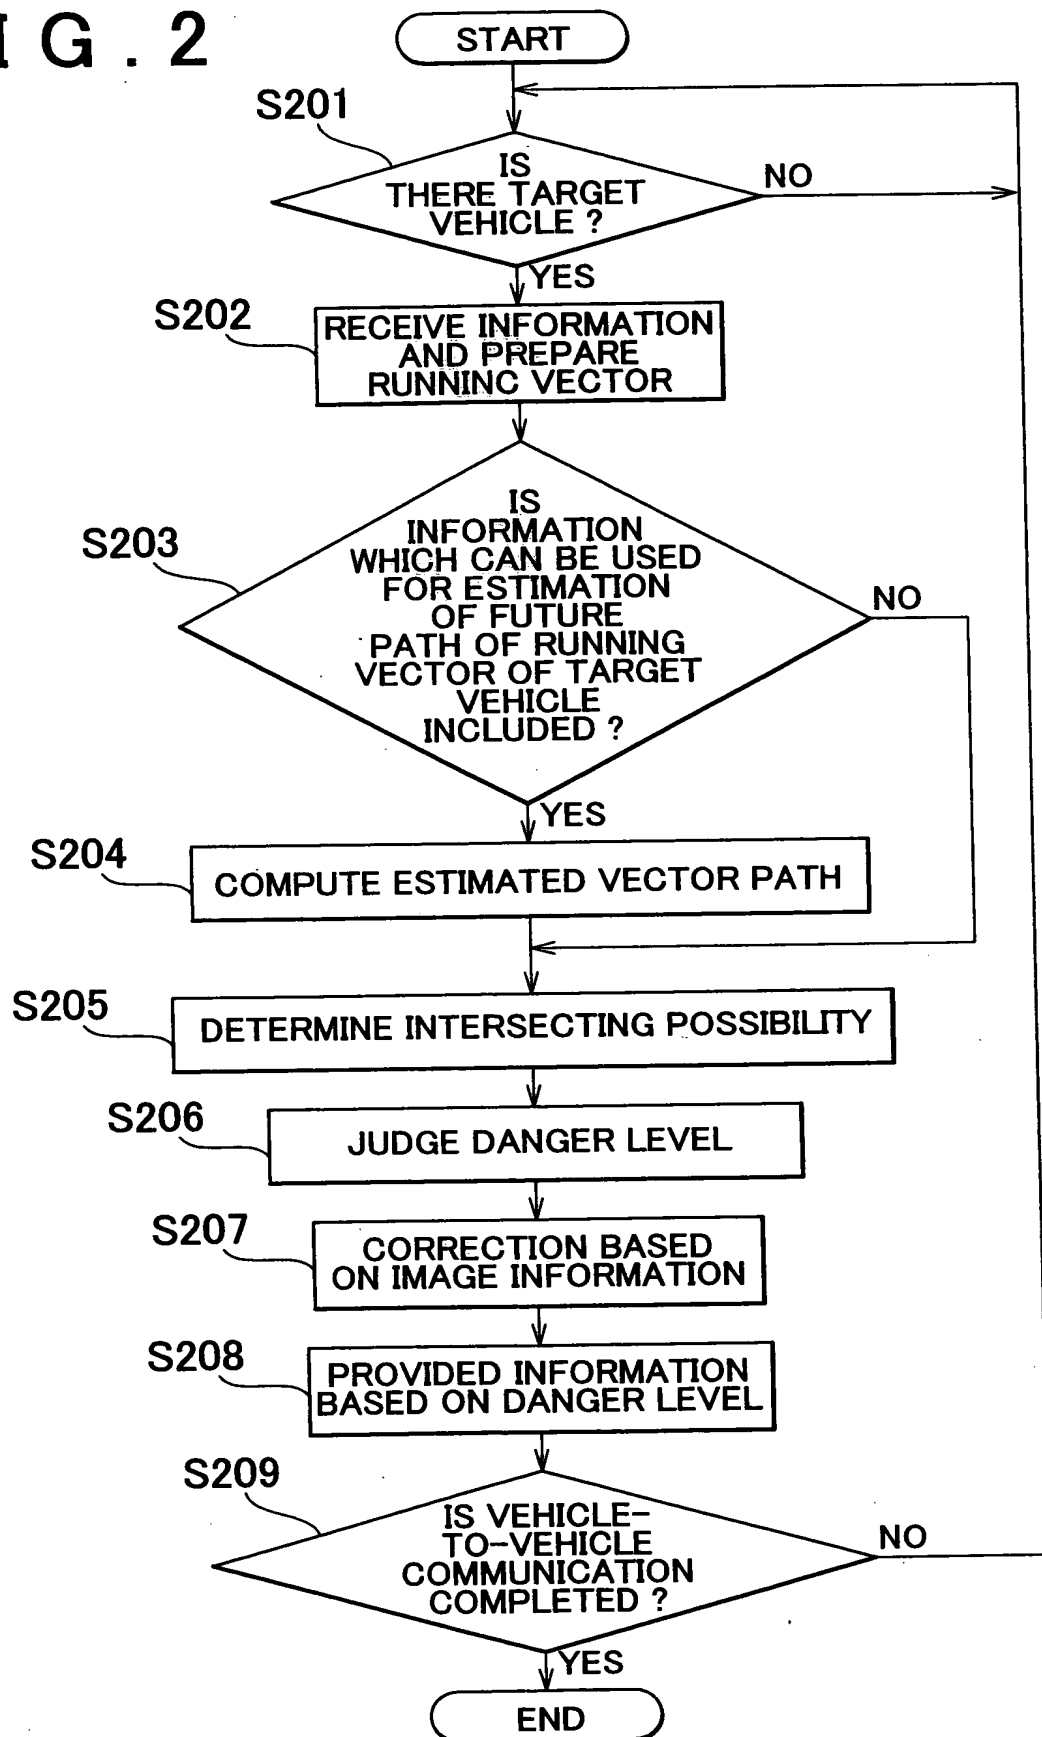 IG.2
START
S201
IS
THERE TARGET
VEHICLE ?
NO
YES
S202
RECEIVE INFORMATION
AND PREPARE
RUNNINC VECTOR
S203
IS
INFORMATION
WHICH CAN BE USED
FOR ESTIMATION
OF FUTURE
PATH OF RUNNING
VECTOR OF TARGET
VEHICLE
INCLUDED ?
NO
YES
S204
COMPUTE ESTIMATED VECTOR PATH
S205
DETERMINE INTERSECTING POSSIBILITY
S206
JUDGE DANGER LEVEL
S207
CORRECTION BASED
ON IMAGE INFORMATION
S208
PROVIDED INFORMATION
BASED ON DANGER LEVEL
S209
IS VEHICLE-
TO-VEHICLE
COMMUNICATION
COMPLETED ?
NO
YES
END